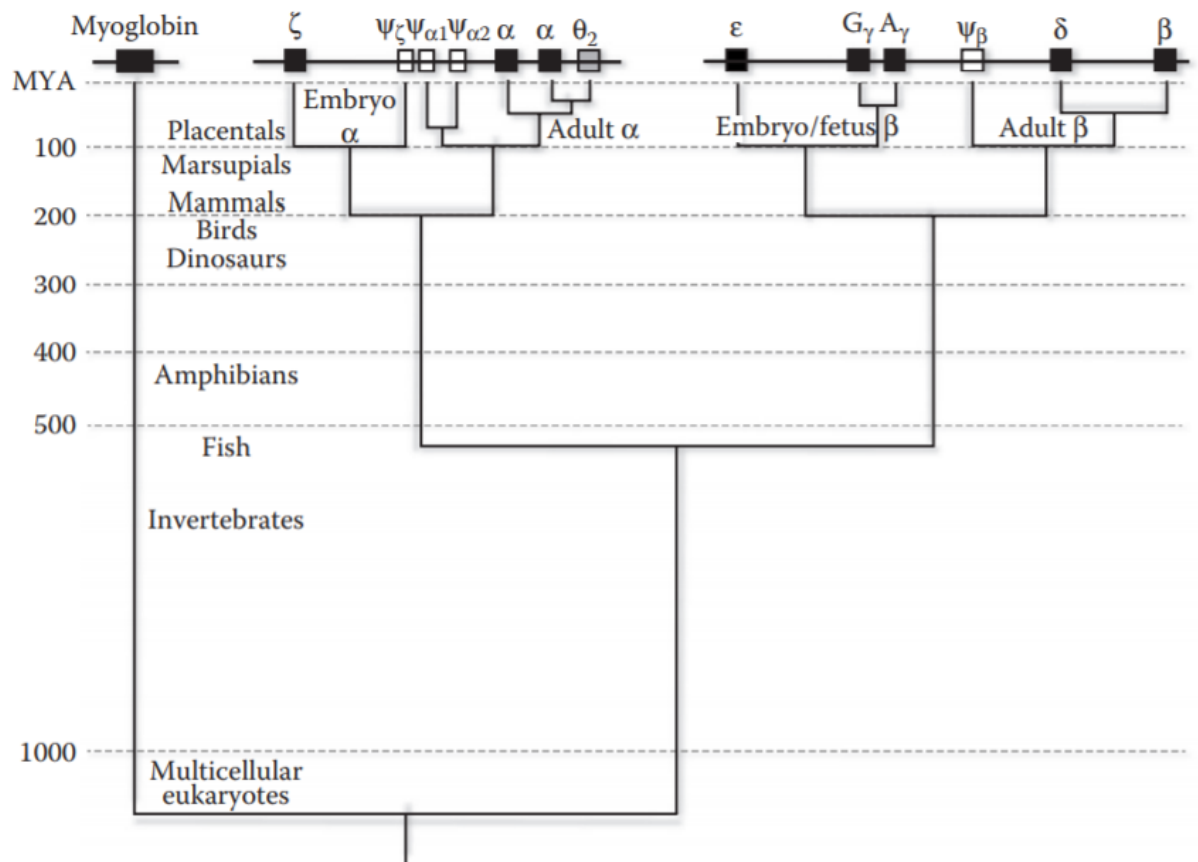 Myoglobin ζ ψζ ψα1 ψα2 α α θ2 ε Gγ Aγ ψβ δ β
MYA
Embryo
α
Placentals
Adult α
Embryo/fetus β
Adult β
100
Marsupials
Mammals
200
Birds
Dinosaurs
300
400
Amphibians
500
Fish
Invertebrates
1000
Multicellular
eukaryotes